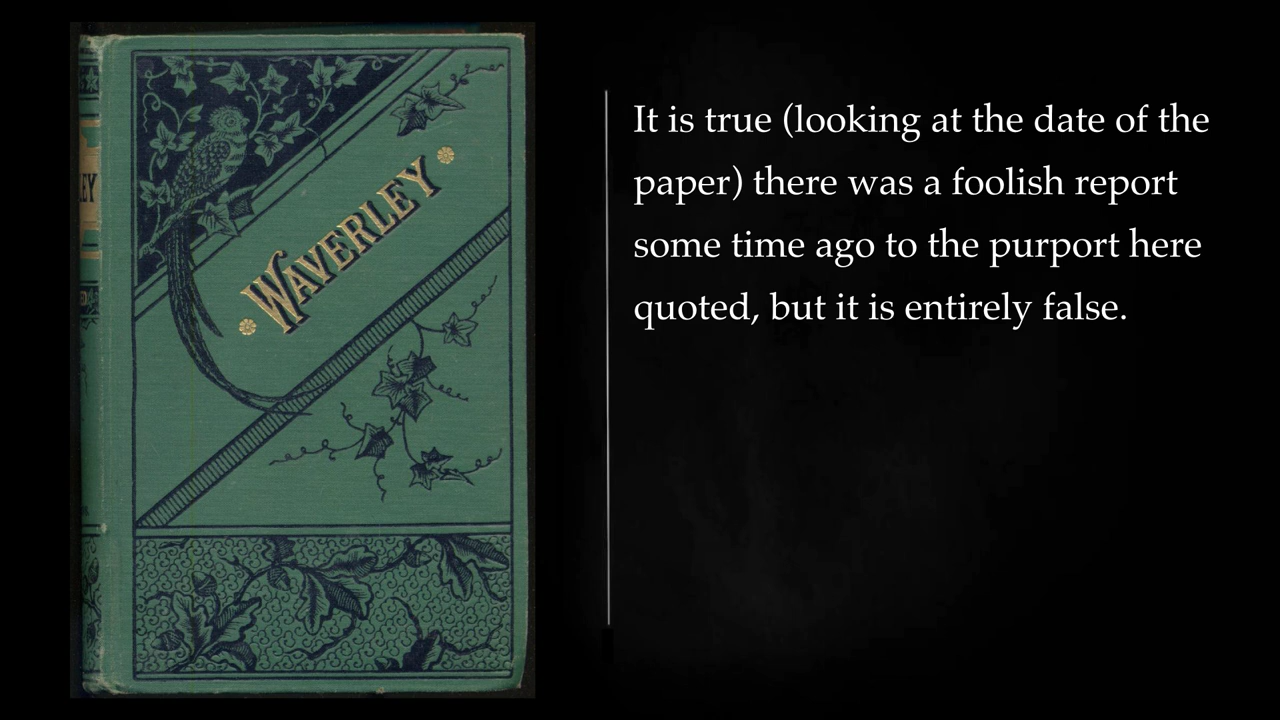 WAVERLEY
It is true (looking at the date of the
paper) there was a foolish report
some time ago to the purport here
quoted, but it is entirely false.